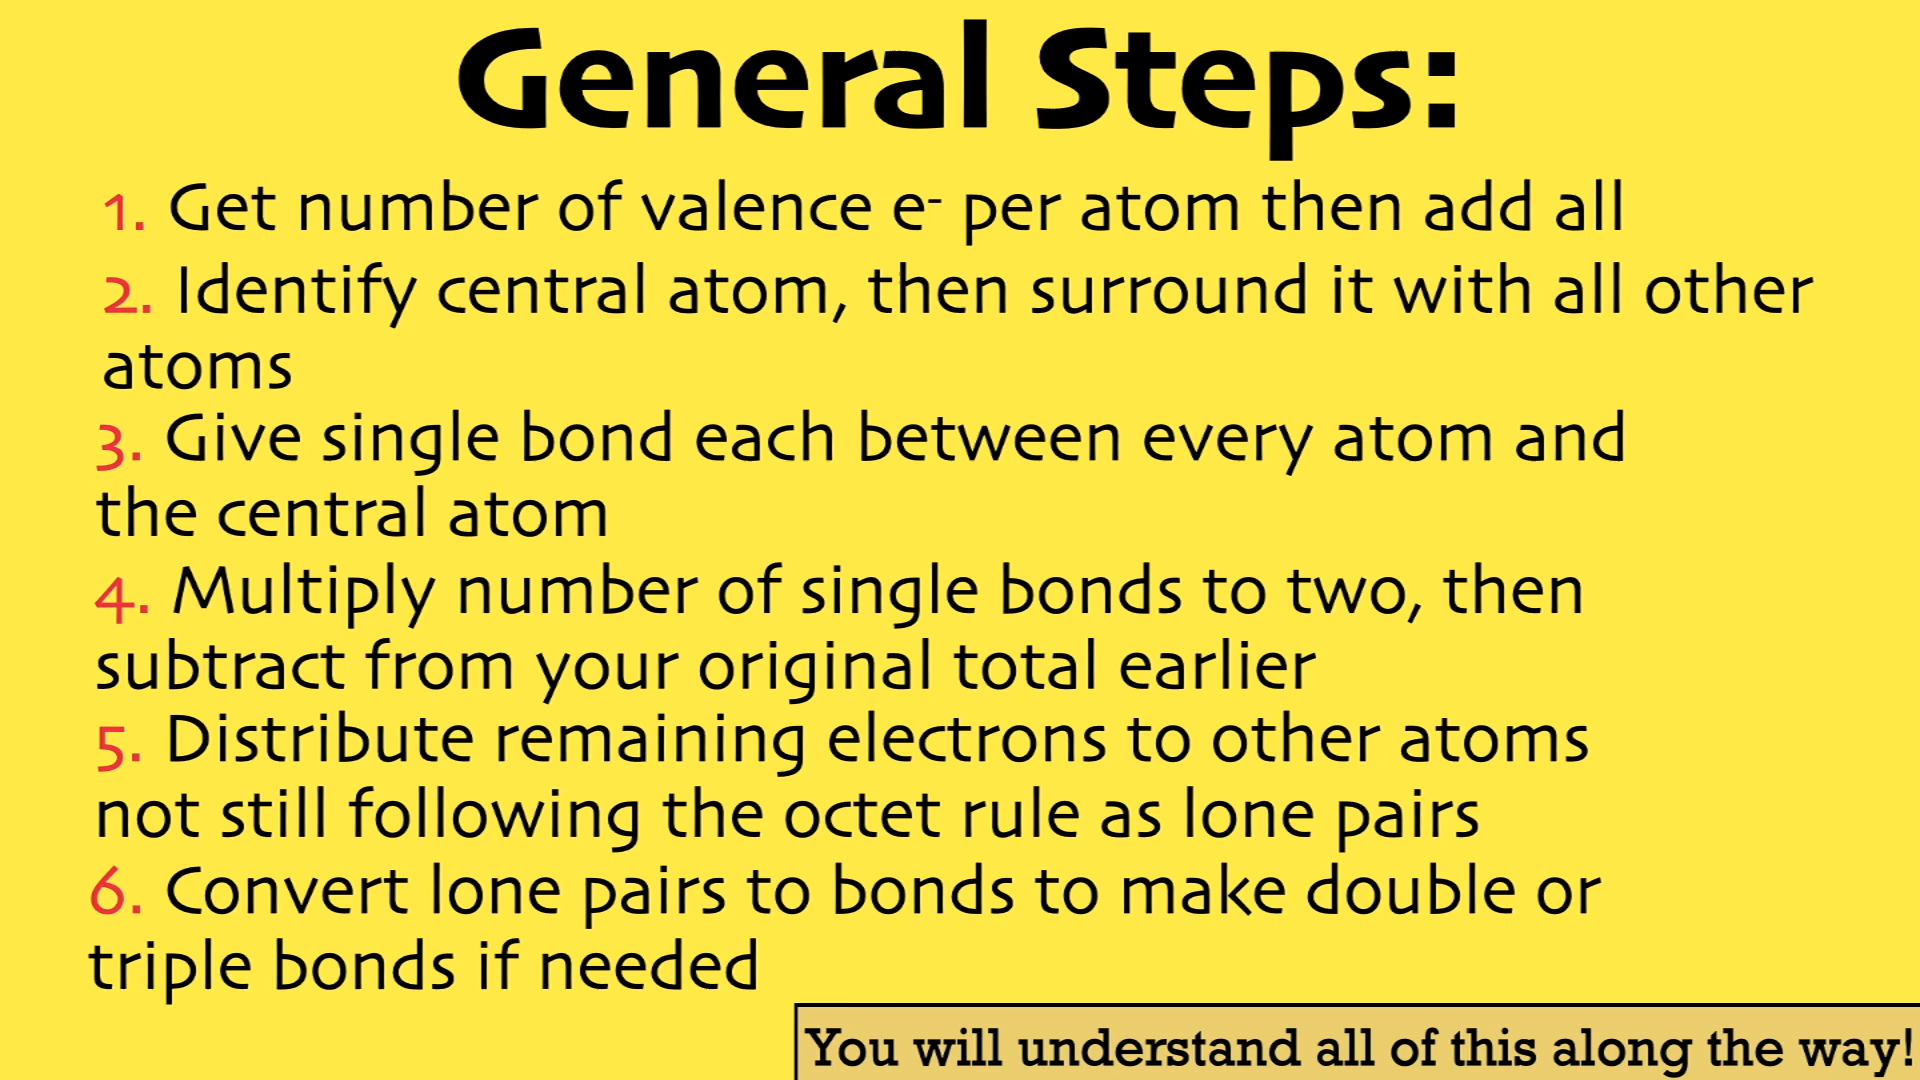 General Steps:
1. Get number of valence e- per atom then add all
2. Identify central atom, then surround it with all other
atoms
3. Give single bond each between every atom and
the central atom
4. Multiply number of single bonds to two, then
subtract from your original total earlier
5. Distribute remaining electrons to other atoms
not still following the octet rule as lone pairs
6. Convert lone pairs to bonds to make double or
triple bonds if needed
You will understand all of this along the way!